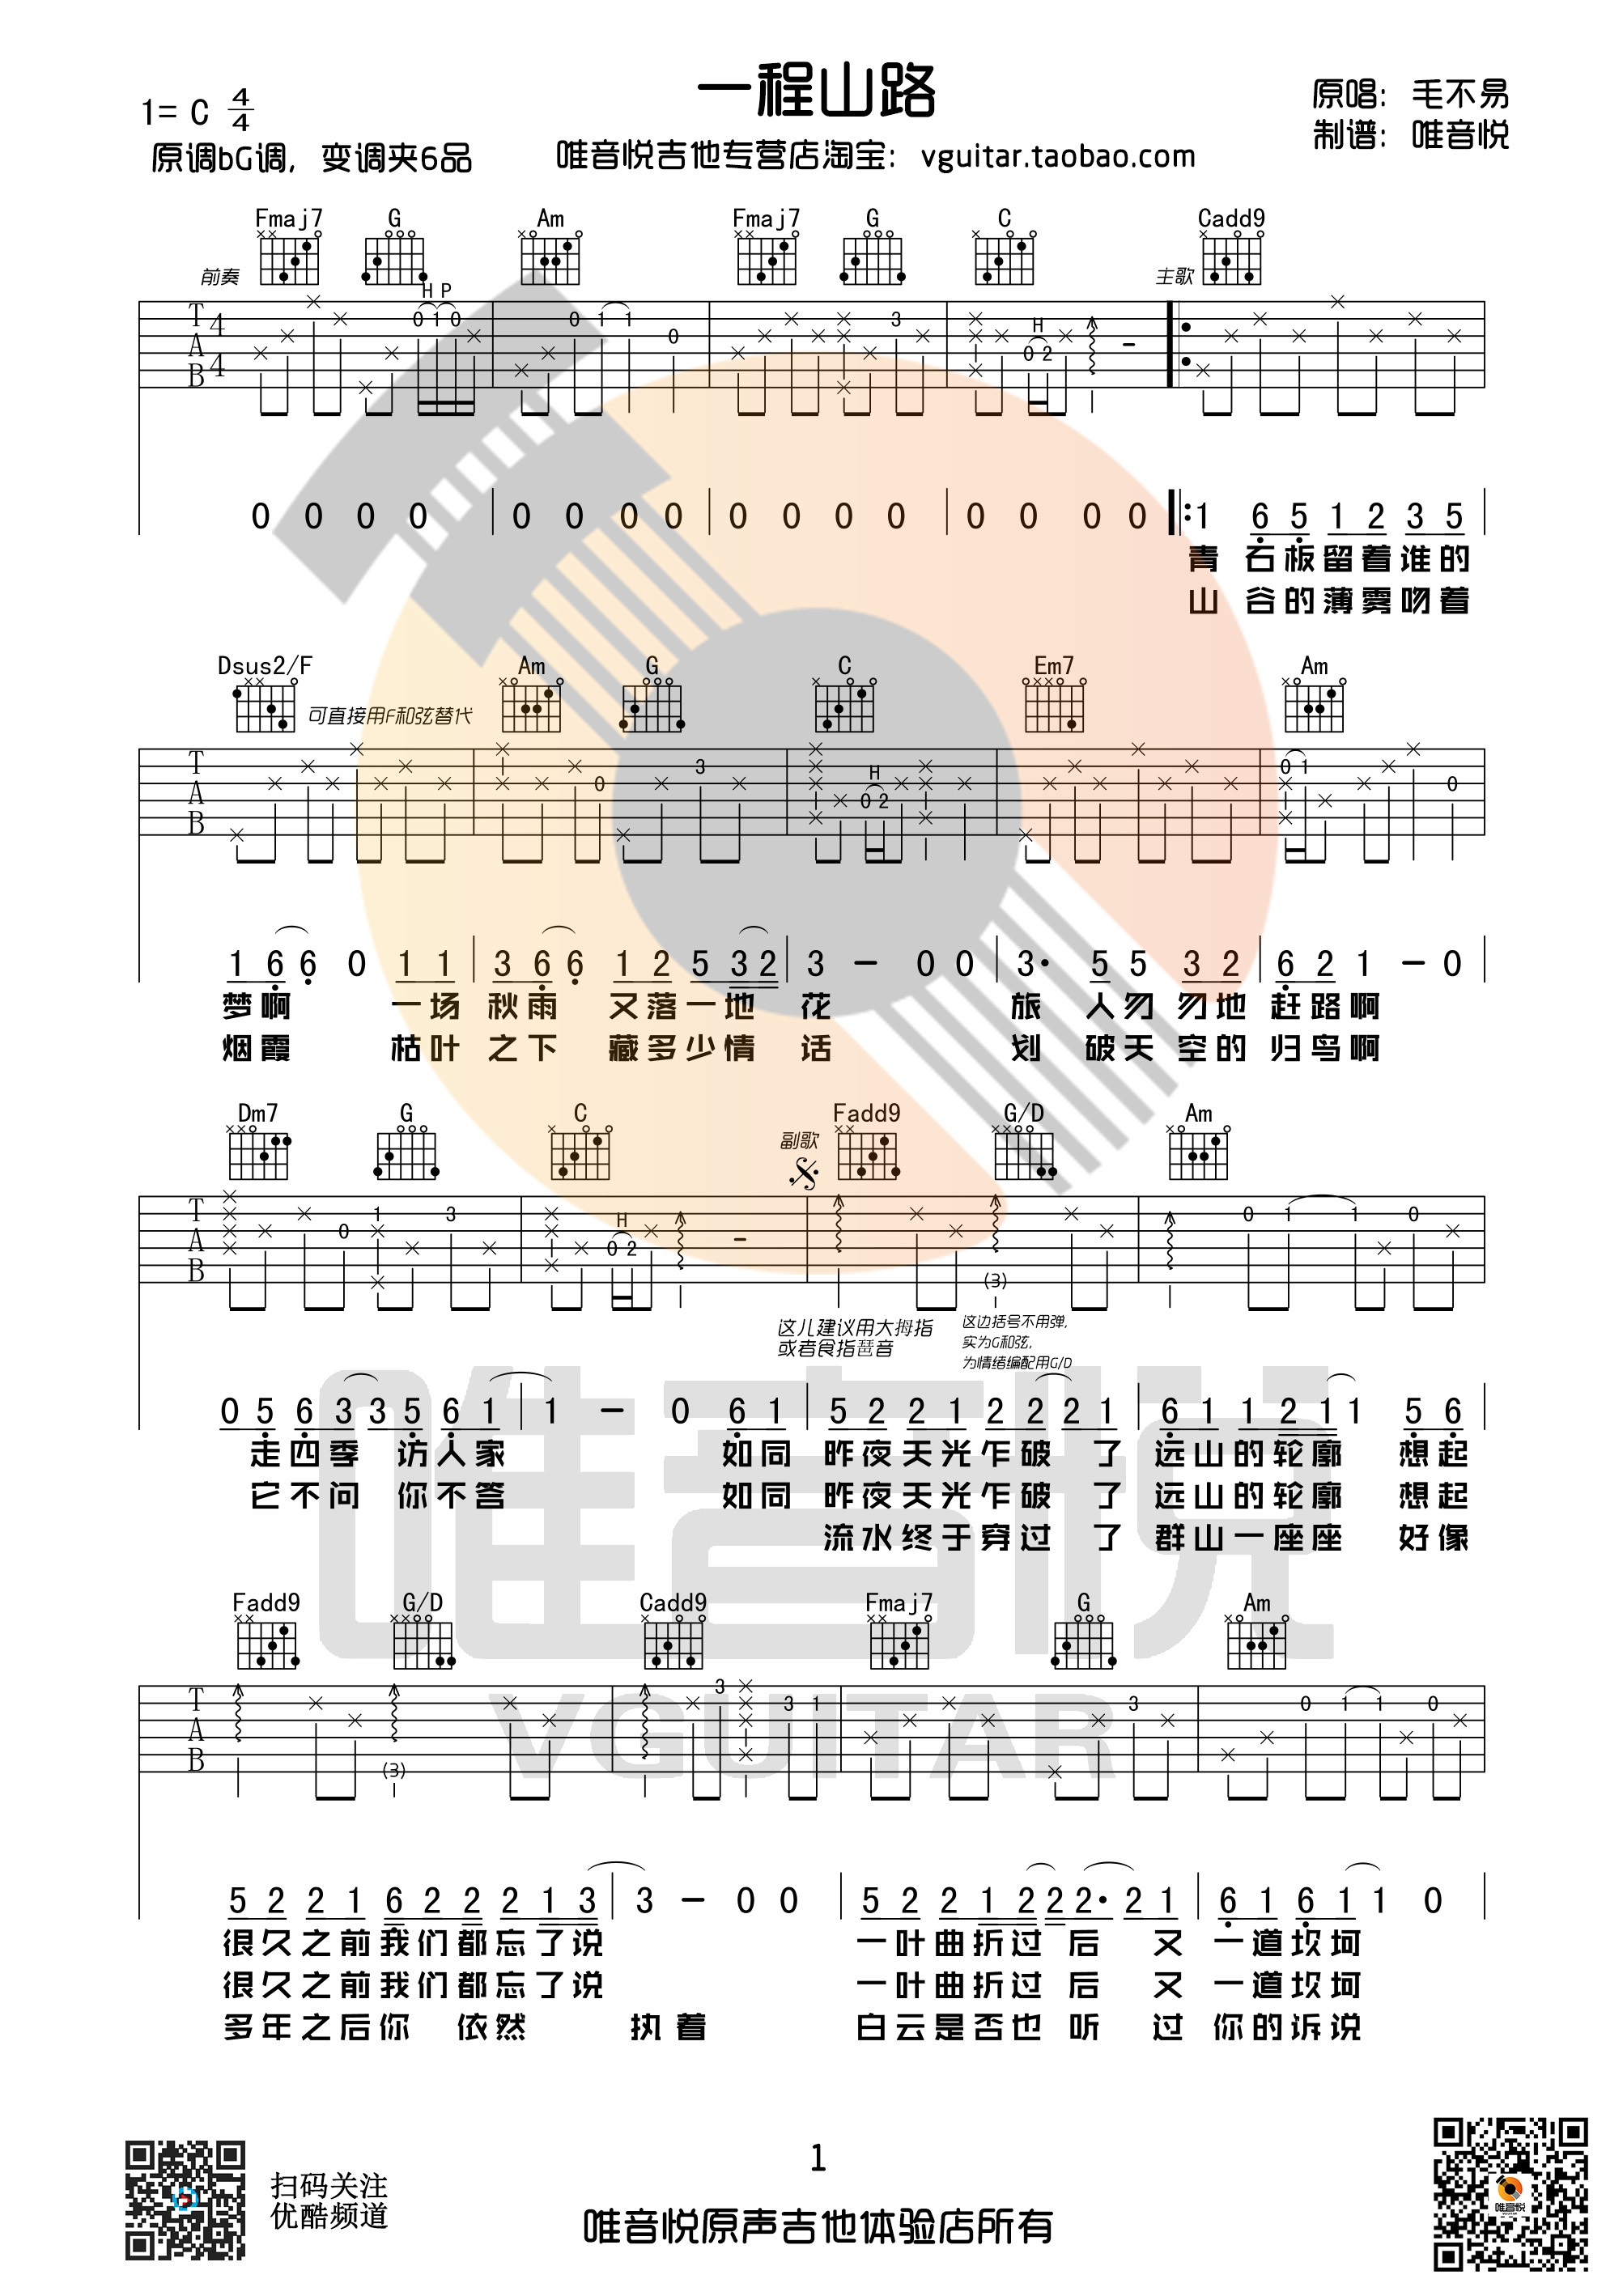 一程山路
1= C 4/4
原唱: 毛不易
制谱: 唯音悦
原调bG调, 变调夹6品
唯音悦吉他专营店淘宝: vguitar.taobao.com
Fmaj7 G Am Fmaj7 G C Cadd9
前奏 主歌
H P
T 4 0 1 0 0 1 1 0 3 H
A 4 0 2
B
0 0 0 0 | 0 0 0 0 | 0 0 0 0 | 0 0 0 0 |: 1 6 5 1 2 3 5 |
青 石板留着谁的
山 谷的薄雾吻着
Dsus2/F Am G C Em7 Am
可直接用F和弦替代
T 3 H 0 1
A 0 0 2 0
B
1 6 6 0 1 1 | 3 6 6 1 2 5 3 2 | 3 - 0 0 | 3· 5 5 3 2 | 6 2 1 - 0 |
梦啊 一场 秋雨 又落一地 花 旅 人匆 匆地 赶路啊
烟霞 枯叶 之下 藏多少情 话 划 破天 空的 归鸟啊
Dm7 G C Fadd9 G/D Am
副歌
T 1 3 H 0 1 1 0
A 0 0 2
B (3)
这儿建议用大拇指
或者食指琶音
这边括号不用弹,
实为G和弦,
为情绪编配用G/D
0 5 6 3 3 5 6 1 | 1 - 0 6 1 | 5 2 2 1 2 2 2 1 | 6 1 1 2 1 1 5 6 |
走四季 访人家 如同 昨夜天光乍破 了 远山的轮廓 想起
它不问 你不答 如同 昨夜天光乍破 了 远山的轮廓 想起
流水终于穿过 了 群山一座座 好像
Fadd9 G/D Cadd9 Fmaj7 G Am
T 3 3 1 3 0 1 1 0
A
B (3)
5 2 2 1 6 2 2 2 1 3 | 3 - 0 0 | 5 2 2 1 2 2 2· 2 1 | 6 1 6 1 1 0 |
很久之前我们都忘了说 一叶曲折过 后 又 一道坎坷
很久之前我们都忘了说 一叶曲折过 后 又 一道坎坷
多年之后你 依然 执着 白云是否也 听 过 你的诉说
唯音悦
VGUITAR
1
扫码关注
优酷频道
唯音悦原声吉他体验店所有
唯音悦